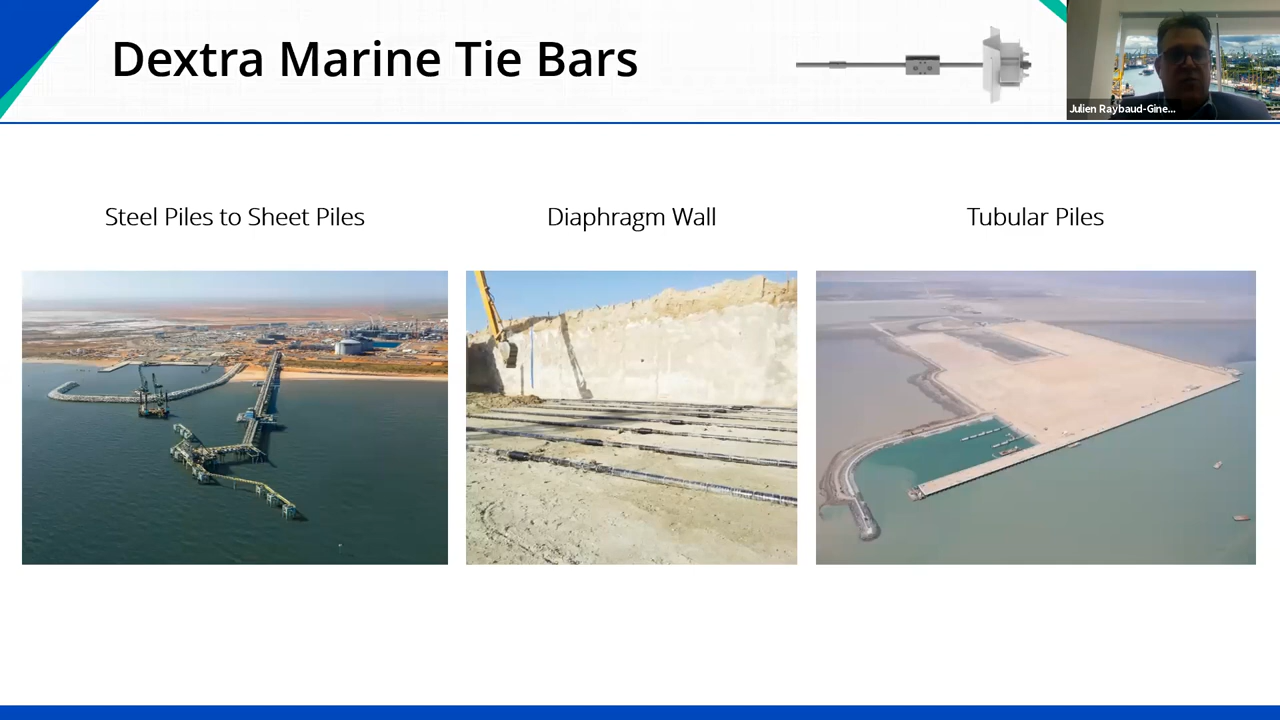 Dextra Marine Tie Bars
Julien Raybaud-Gine...
Steel Piles to Sheet Piles
Diaphragm Wall
Tubular Piles